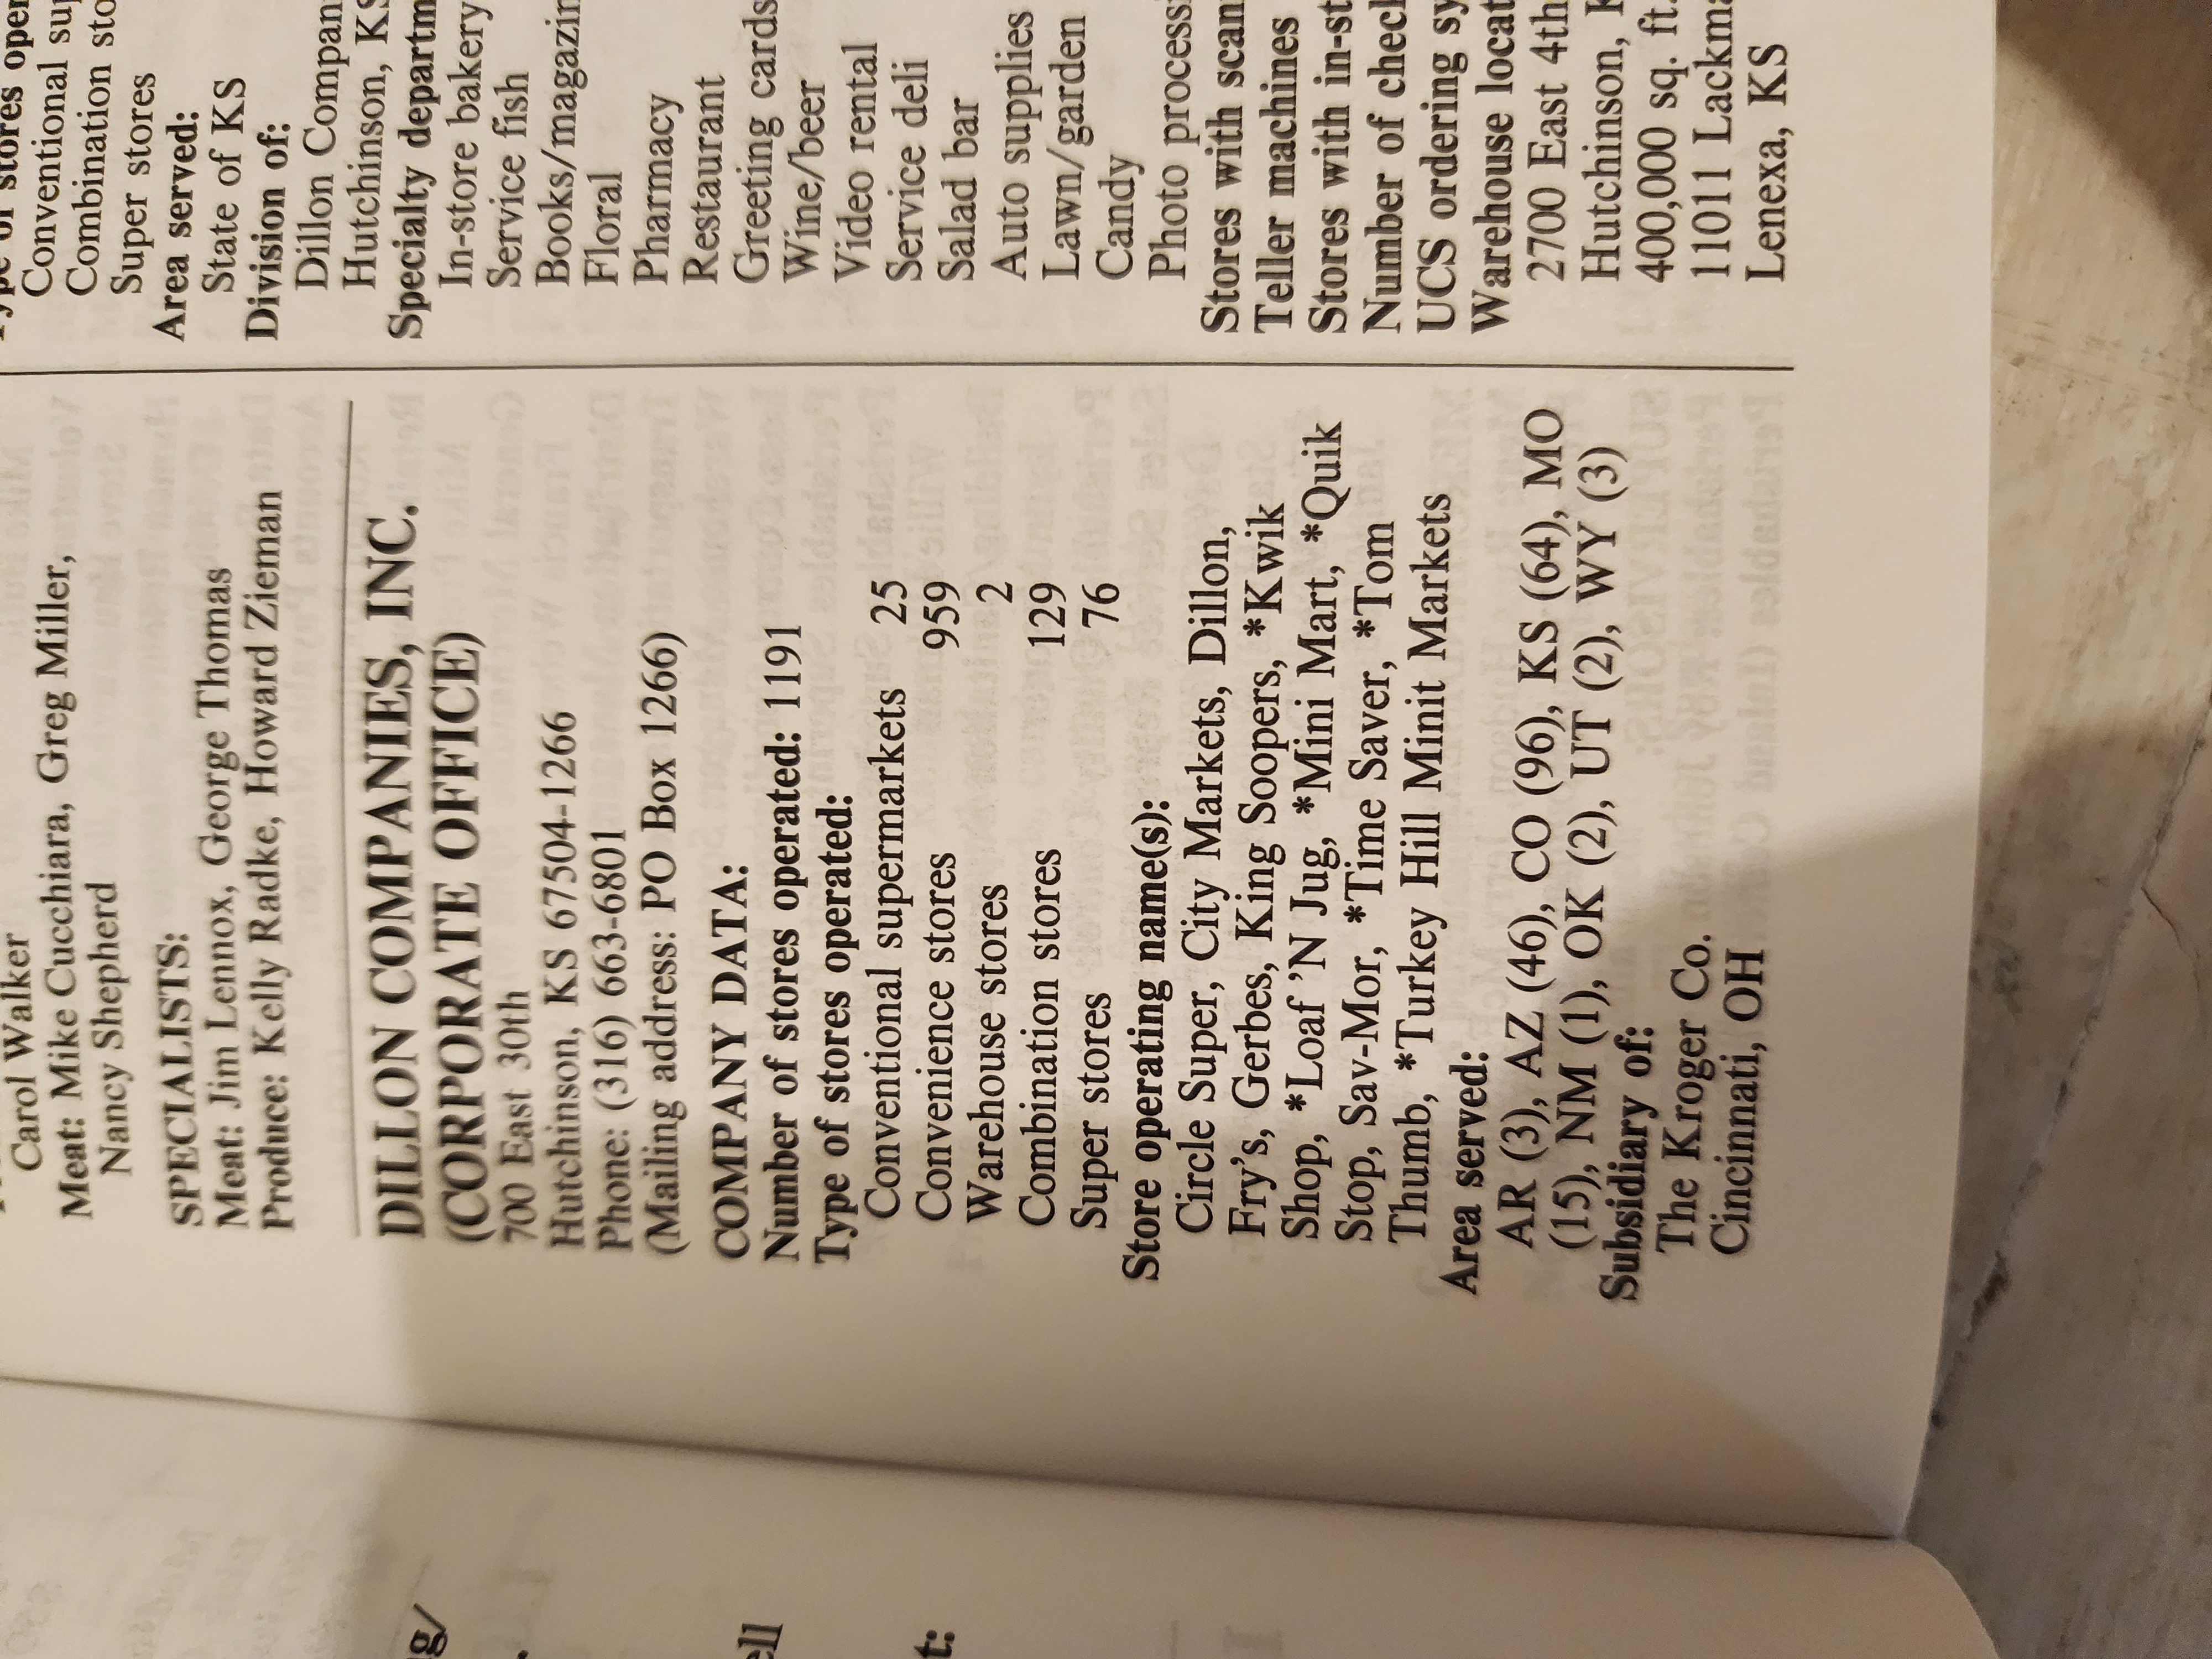 Carol Walker
Meat: Mike Cucchiara, Greg Miller,
Nancy Shepherd
SPECIALISTS:
Meat: Jim Lennox, George Thomas
Produce: Kelly Radke, Howard Zieman
DILLON COMPANIES, INC.
(CORPORATE OFFICE)
700 East 30th
Hutchinson, KS 67504-1266
Phone: (316) 663-6801
(Mailing address: PO Box 1266)
COMPANY DATA:
Number of stores operated: 1191
Type of stores operated:
Conventional supermarkets 25
Convenience stores 959
Warehouse stores 2
Combination stores 129
Super stores 76
Store operating name(s):
Circle Super, City Markets, Dillon,
Fry's, Gerbes, King Soopers, *Kwik
Shop, *Loaf 'N Jug, *Mini Mart, *Quik
Stop, Sav-Mor, *Time Saver, *Tom
Thumb, *Turkey Hill Minit Markets
Area served:
AR (3), AZ (46), CO (96), KS (64), MO
(15), NM (1), OK (2), UT (2), WY (3)
Subsidiary of:
The Kroger Co.
Cincinnati, OH
Type of stores oper
Conventional sup
Combination sto
Super stores
Area served:
State of KS
Division of:
Dillon Compan
Hutchinson, KS
Specialty departm
In-store bakery
Service fish
Books/magazin
Floral
Pharmacy
Restaurant
Greeting cards
Wine/beer
Video rental
Service deli
Salad bar
Auto supplies
Lawn/garden
Candy
Photo processi
Stores with scann
Teller machines
Stores with in-st
Number of check
UCS ordering sy
Warehouse locat
2700 East 4th
Hutchinson, K
400,000 sq. ft.
11011 Lackma
Lenexa, KS